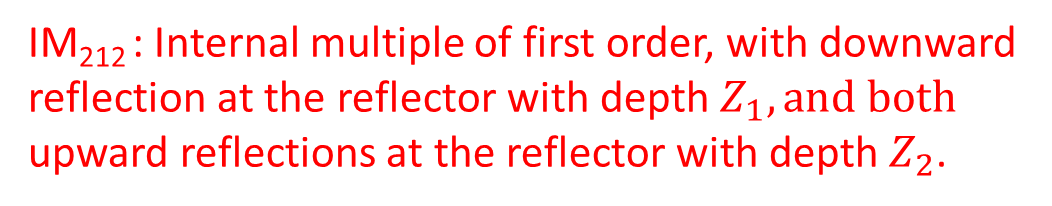 IM₂₁₂ : Internal multiple of first order, with downward
reflection at the reflector with depth Z₁, and both
upward reflections at the reflector with depth Z₂.